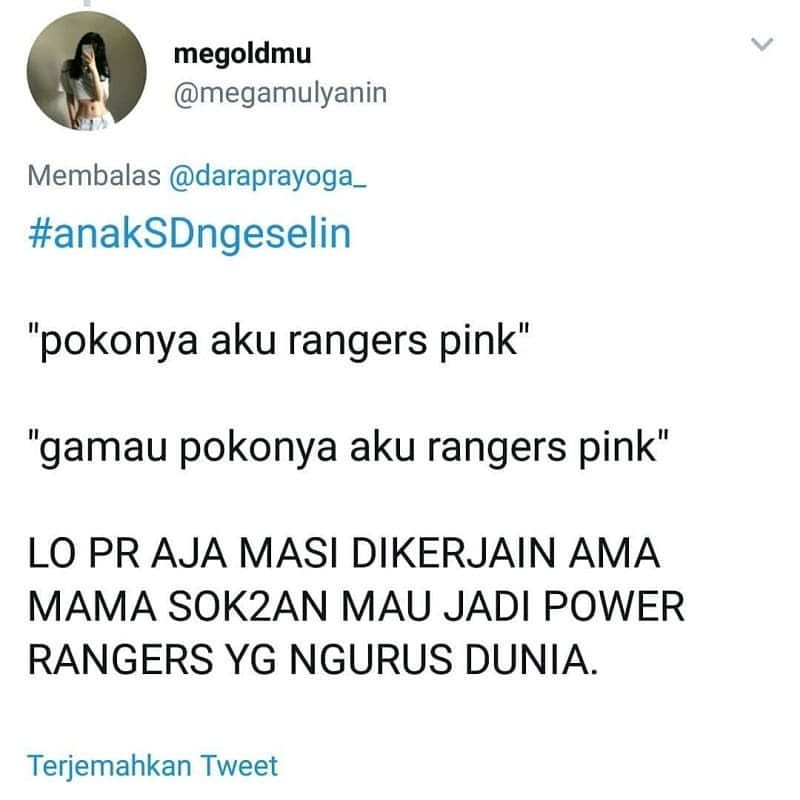 megoldmu
@megamulyanin
Membalas @daraprayoga_
#anakSDngeselin
"pokonya aku rangers pink"
"gamau pokonya aku rangers pink"
LO PR AJA MASI DIKERJAIN AMA
MAMA SOK2AN MAU JADI POWER
RANGERS YG NGURUS DUNIA.
Terjemahkan Tweet